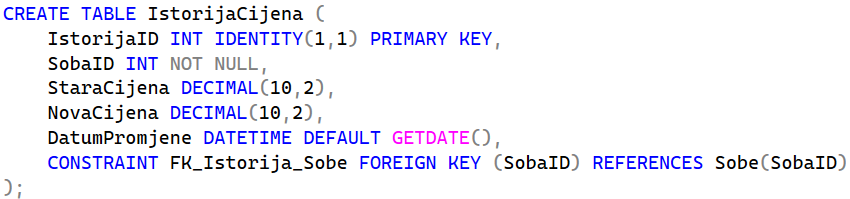 CREATE TABLE IstorijaCijena (
    IstorijaID INT IDENTITY(1,1) PRIMARY KEY,
    SobaID INT NOT NULL,
    StaraCijena DECIMAL(10,2),
    NovaCijena DECIMAL(10,2),
    DatumPromjene DATETIME DEFAULT GETDATE(),
    CONSTRAINT FK_Istorija_Sobe FOREIGN KEY (SobaID) REFERENCES Sobe(SobaID)
);